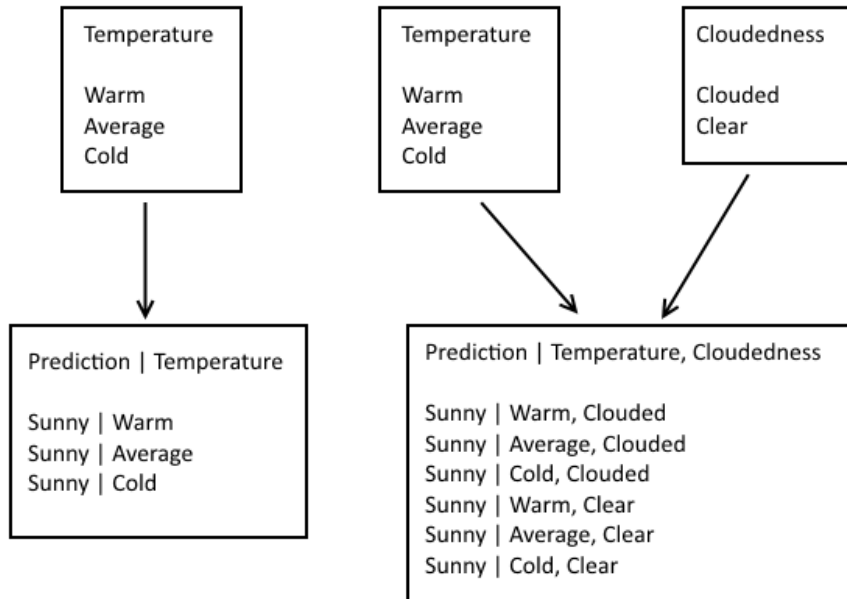 Temperature
Warm
Average
Cold
Temperature
Warm
Average
Cold
Cloudedness
Clouded
Clear
Prediction | Temperature
Sunny | Warm
Sunny | Average
Sunny | Cold
Prediction | Temperature, Cloudedness
Sunny | Warm, Clouded
Sunny | Average, Clouded
Sunny | Cold, Clouded
Sunny | Warm, Clear
Sunny | Average, Clear
Sunny | Cold, Clear